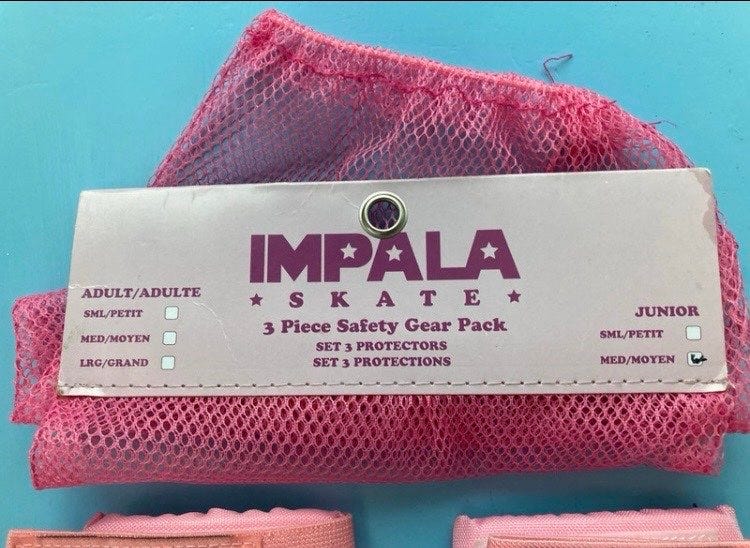 IMPALA
★ SKATE ★
3 Piece Safety Gear Pack
SET 3 PROTECTORS
SET 3 PROTECTIONS
ADULT/ADULTE
SML/PETIT
MED/MOYEN
LRG/GRAND
JUNIOR
SML/PETIT
MED/MOYEN